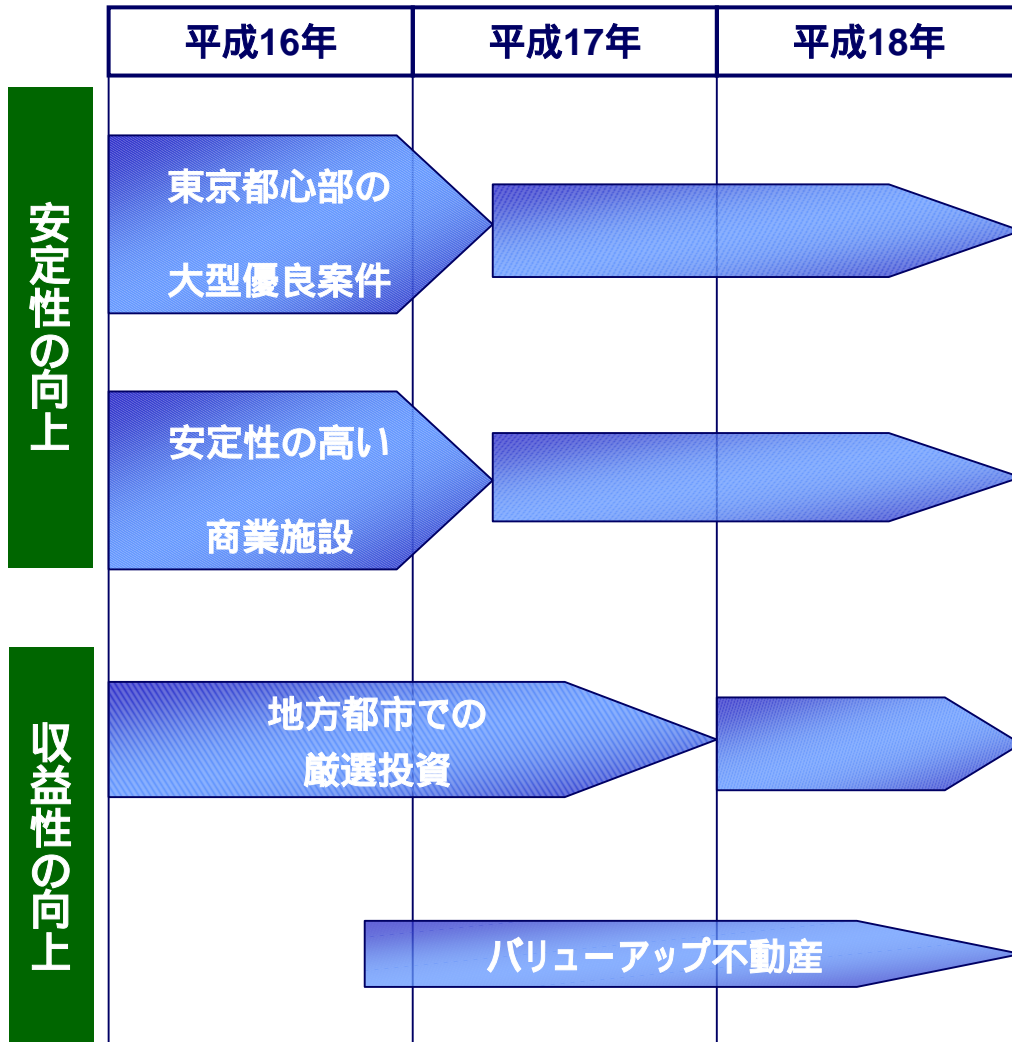 平成16年
平成17年
平成18年
安定性の向上
東京都心部の
大型優良案件
安定性の高い
商業施設
収益性の向上
地方都市での
厳選投資
バリューアップ不動産